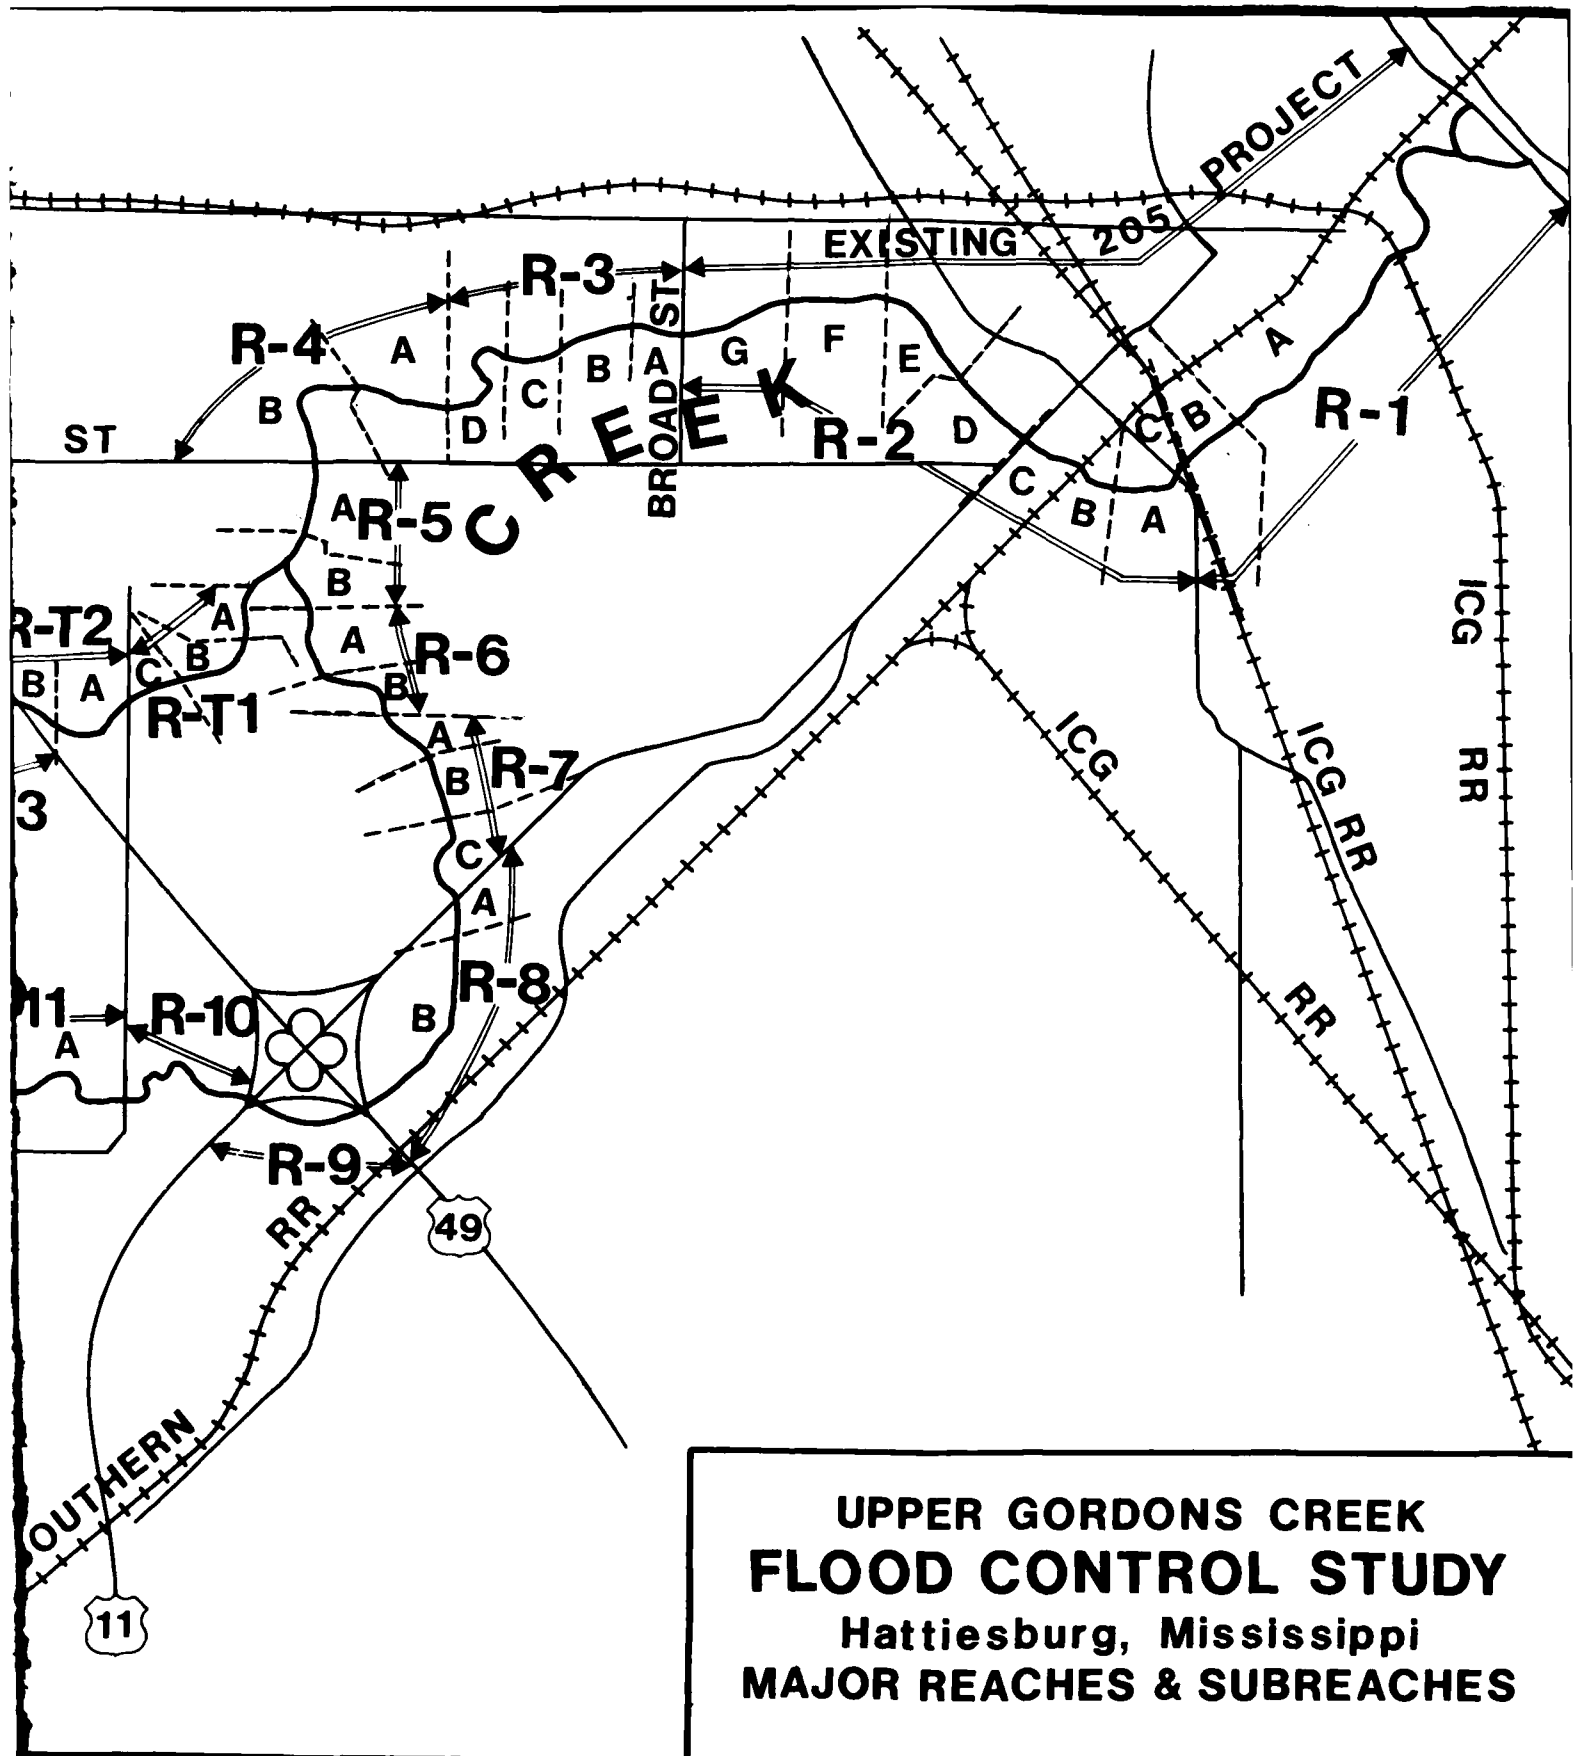 PROJECT
EXISTING 205
R-3
R-4
A
B
ST
D
C
B
A
G
F
E
D
A
B
C
R-1
R-2
BROAD ST
CREEK
C
B
A
A
R-5
B
R-T2
A
B
C
B
A
R-T1
A
R-6
B
A
B
R-7
C
3
A
R-8
B
11
A
R-10
R-9
RR
49
ICG
RR
ICG RR
ICG
RR
OUTHERN
11
UPPER GORDONS CREEK
FLOOD CONTROL STUDY
Hattiesburg, Mississippi
MAJOR REACHES & SUBREACHES